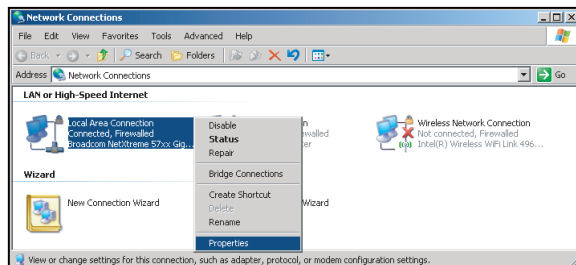 Network Connections
File Edit View Favorites Tools Advanced Help
Back Search Folders
Address Network Connections Go
LAN or High-Speed Internet
Local Area Connection
Connected, Firewalled
Broadcom NetXtreme 57xx Gig...
Disable
Status
Repair
Bridge Connections
Create Shortcut
Delete
Rename
Properties
Wireless Network Connection
Not connected, Firewalled
Intel(R) Wireless WiFi Link 496...
Wizard
New Connection Wizard
Wizard
View or change settings for this connection, such as adapter, protocol, or modem configuration settings.